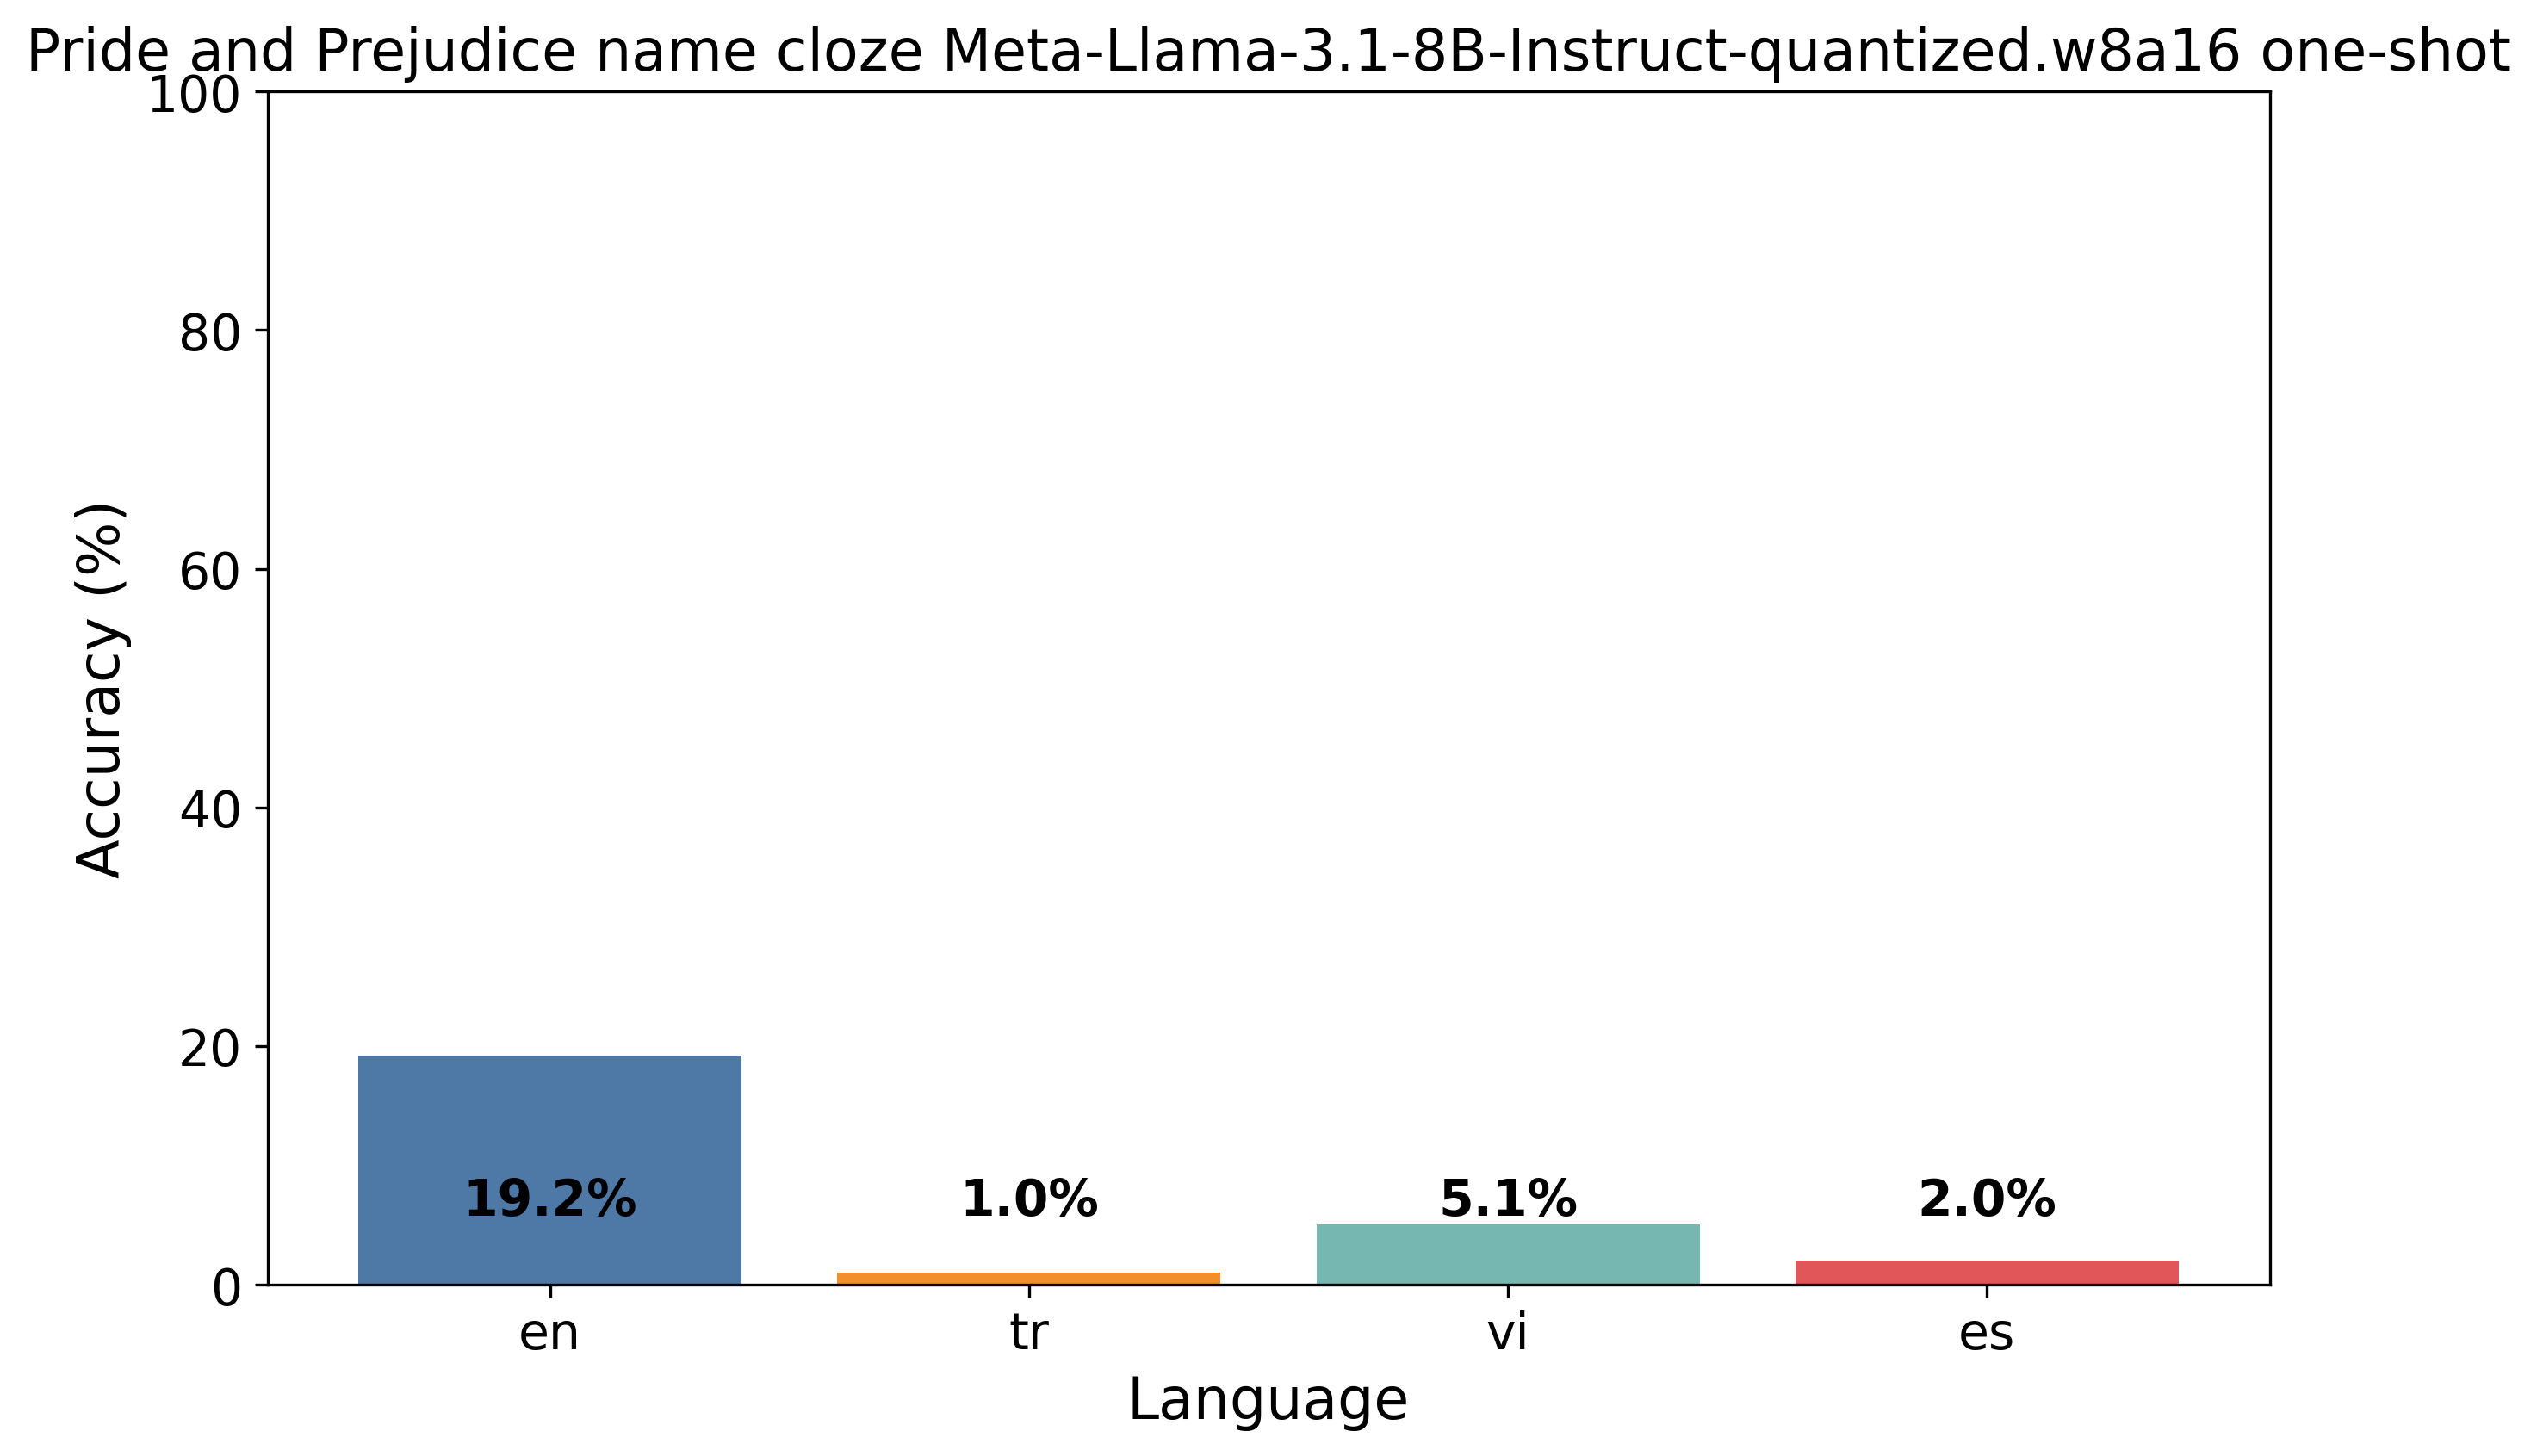 Pride and Prejudice name cloze Meta-Llama-3.1-8B-Instruct-quantized.w8a16 one-shot
100
80
60
40
20
0
Accuracy (%)
19.2%
1.0%
5.1%
2.0%
en
tr
vi
es
Language